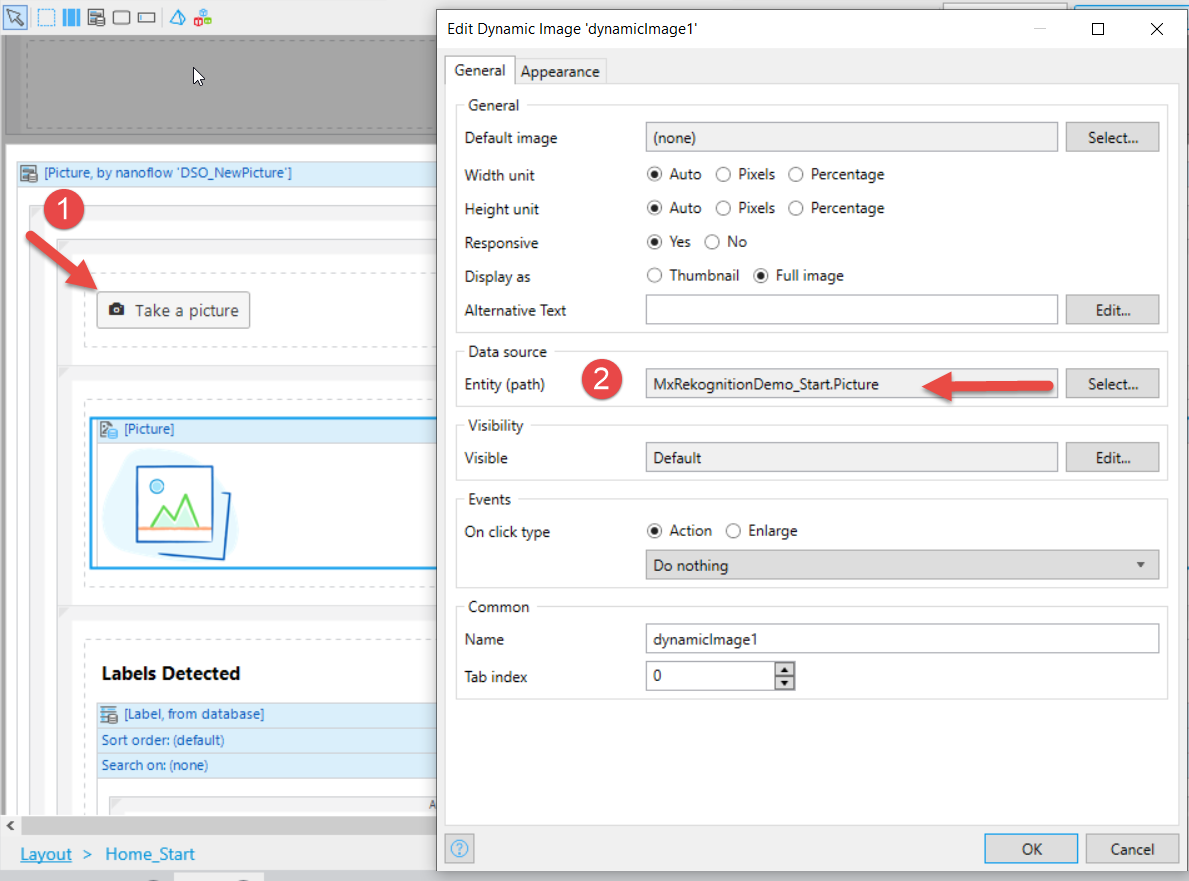 [Picture, by nanoflow 'DSO_NewPicture']
1
Take a picture
[Picture]
Labels Detected
[Label, from database]
Sort order: (default)
Search on: (none)
A
Layout > Home_Start
Edit Dynamic Image 'dynamicImage1'
General
Appearance
General
Default image
(none)
Select...
Width unit
Auto
Pixels
Percentage
Height unit
Auto
Pixels
Percentage
Responsive
Yes
No
Display as
Thumbnail
Full image
Alternative Text
Edit...
Data source
Entity (path)
2
MxRekognitionDemo_Start.Picture
Select...
Visibility
Visible
Default
Edit...
Events
On click type
Action
Enlarge
Do nothing
Common
Name
dynamicImage1
Tab index
0
?
OK
Cancel